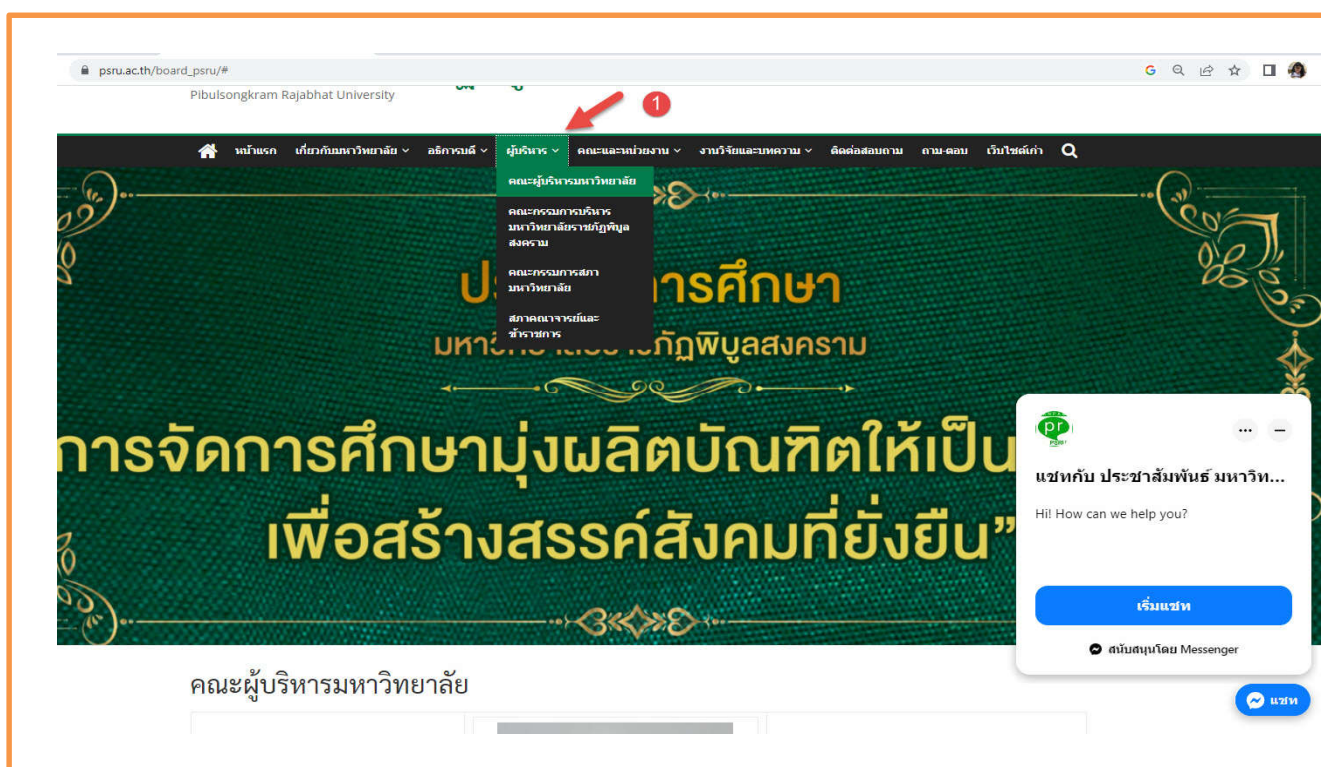 psru.ac.th/board_psru/#
Pibulsongkram Rajabhat University
1
หน้าแรก เกี่ยวกับมหาวิทยาลัย อธิการบดี ผู้บริหาร คณะและหน่วยงาน งานวิจัยและบทความ ติดต่อสอบถาม ถาม-ตอบ เว็บไซต์เก่า
คณะผู้บริหารมหาวิทยาลัย
คณะกรรมการบริหาร
มหาวิทยาลัยราชภัฏพิบูล
สงคราม
คณะกรรมการสภา
มหาวิทยาลัย
สภาคณาจารย์และ
ข้าราชการ
ารศึกษา
ภัฏพิบูลสงคราม
การจัดการศึกษามุ่งผลิตบัณฑิตให้เป็น
เพื่อสร้างสรรค์สังคมที่ยั่งยืน”
pr
แชทกับ ประชาสัมพันธ์ มหาวิท...
Hi! How can we help you?
เริ่มแชท
สนับสนุนโดย Messenger
แชท
คณะผู้บริหารมหาวิทยาลัย